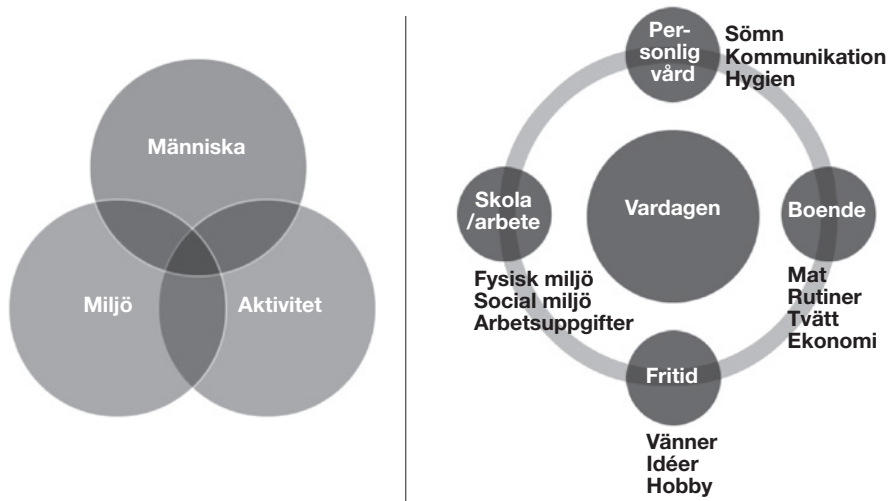 Människa
Miljö
Aktivitet
Per-
sonlig
vård
Sömn
Kommunikation
Hygien
Skola
/arbete
Fysisk miljö
Social miljö
Arbetsuppgifter
Vardagen
Boende
Mat
Rutiner
Tvätt
Ekonomi
Fritid
Vänner
Idéer
Hobby